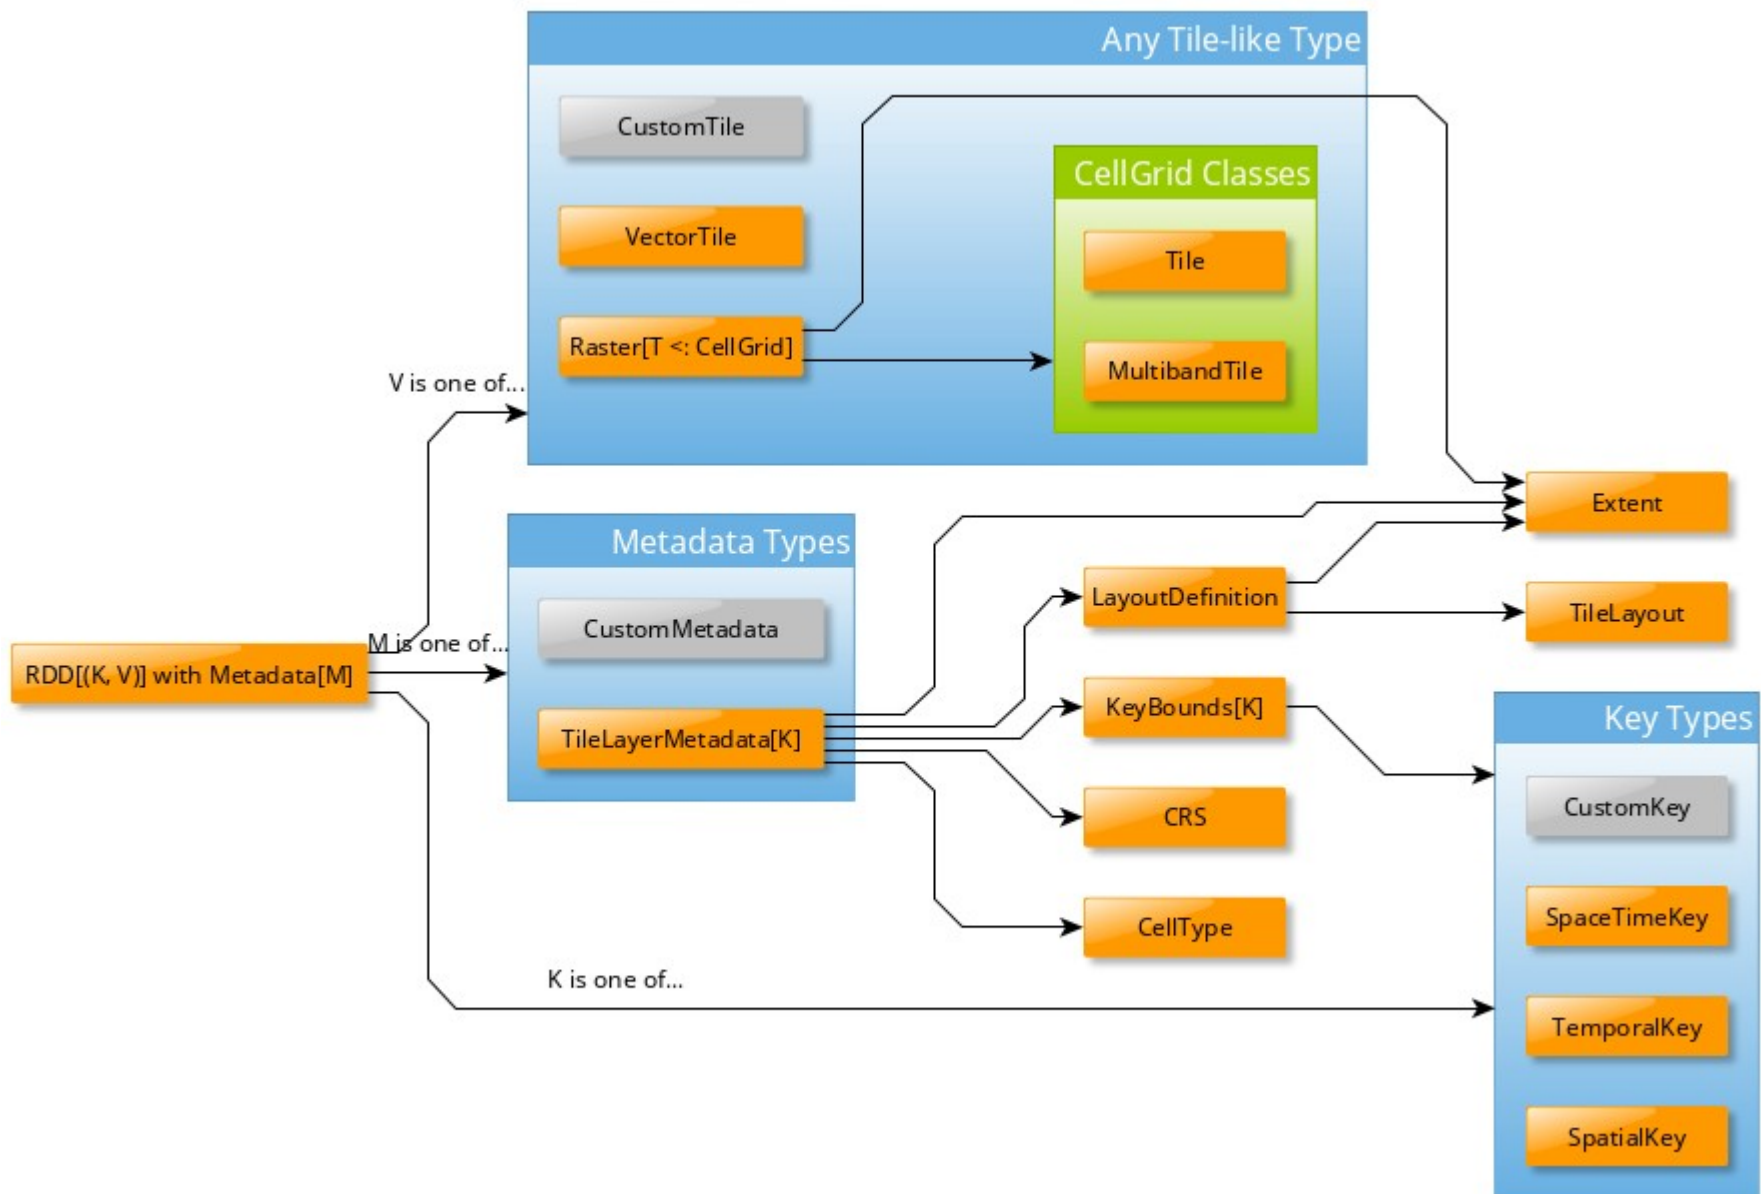 Any Tile-like Type
CustomTile
CellGrid Classes
VectorTile
Tile
Raster[T <: CellGrid]
MultibandTile
V is one of...
Extent
Metadata Types
LayoutDefinition
TileLayout
CustomMetadata
M is one of...
RDD[(K, V)] with Metadata[M]
KeyBounds[K]
Key Types
TileLayerMetadata[K]
CustomKey
CRS
SpaceTimeKey
CellType
K is one of...
TemporalKey
SpatialKey